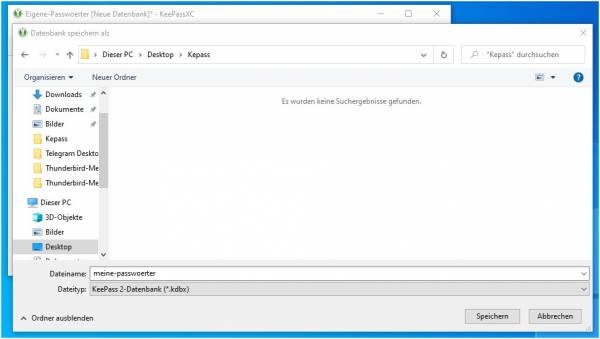 Eigene-Passwoerter [Neue Datenbank]* - KeePassXC
Datenbank speichern als
Dieser PC > Desktop > Kepass
"Kepass" durchsuchen
Organisieren
Neuer Ordner
Downloads
Dokumente
Bilder
Kepass
Telegram Deskto
Thunderbird-Me
Thunderbird-Me
Dieser PC
3D-Objekte
Bilder
Desktop
Es wurden keine Suchergebnisse gefunden.
Dateiname: meine-passwoerter
Dateityp: KeePass 2-Datenbank (*.kdbx)
Ordner ausblenden
Speichern
Abbrechen